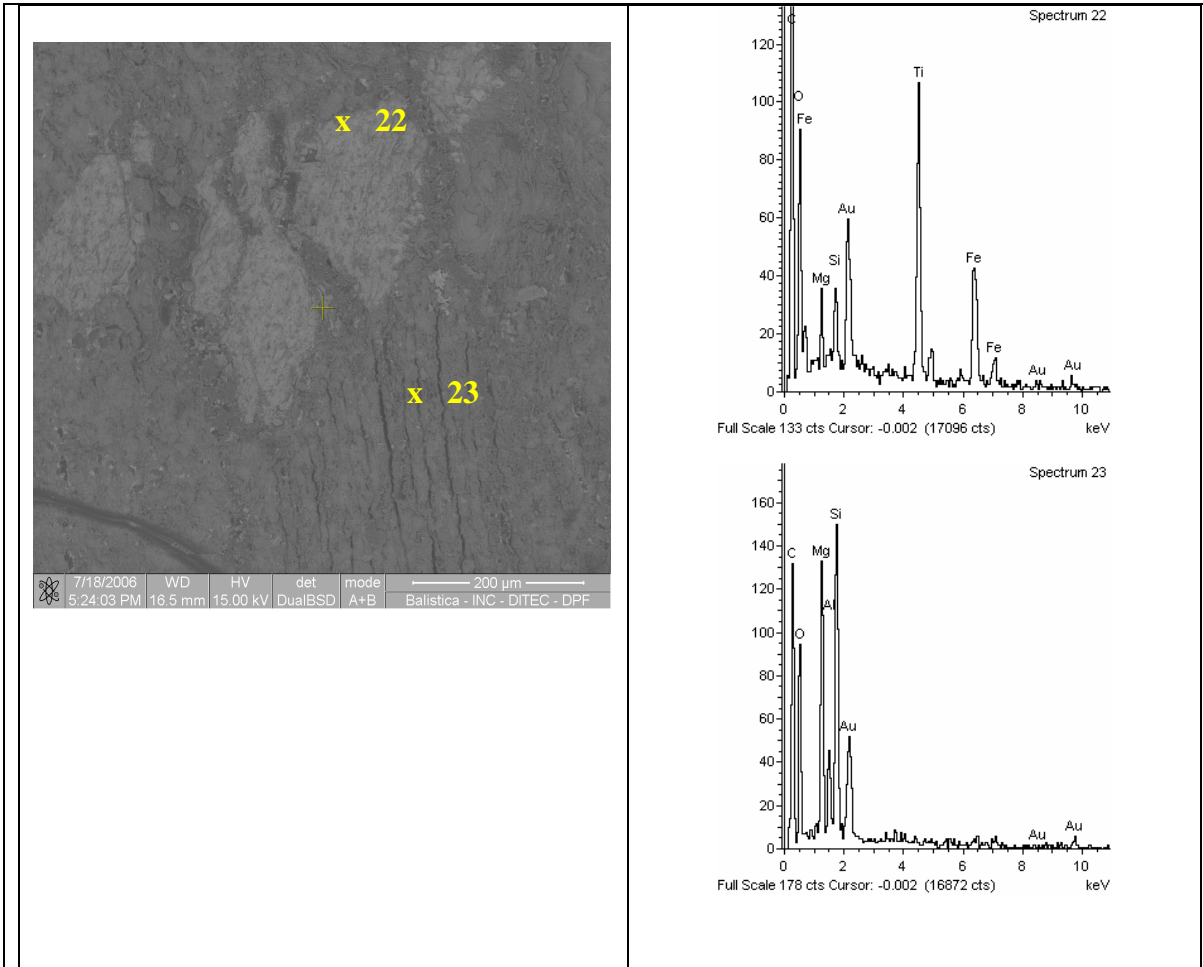 x 22
x 23
7/18/2006 WD HV det mode 200 µm
5:24:03 PM 16.5 mm 15.00 kV DualBSD A+B Balistica - INC - DITEC - DPF
Spectrum 22
C
120
Ti
O
100
Fe
80
Au
60
Si
Fe
Mg
40
Fe
20
Au Au
0
0 2 4 6 8 10
Full Scale 133 cts Cursor: -0.002 (17096 cts) keV
Spectrum 23
160
Si
C Mg
140
120
Al
100
O
80
Au
60
40
20
Au Au
0
0 2 4 6 8 10
Full Scale 178 cts Cursor: -0.002 (16872 cts) keV